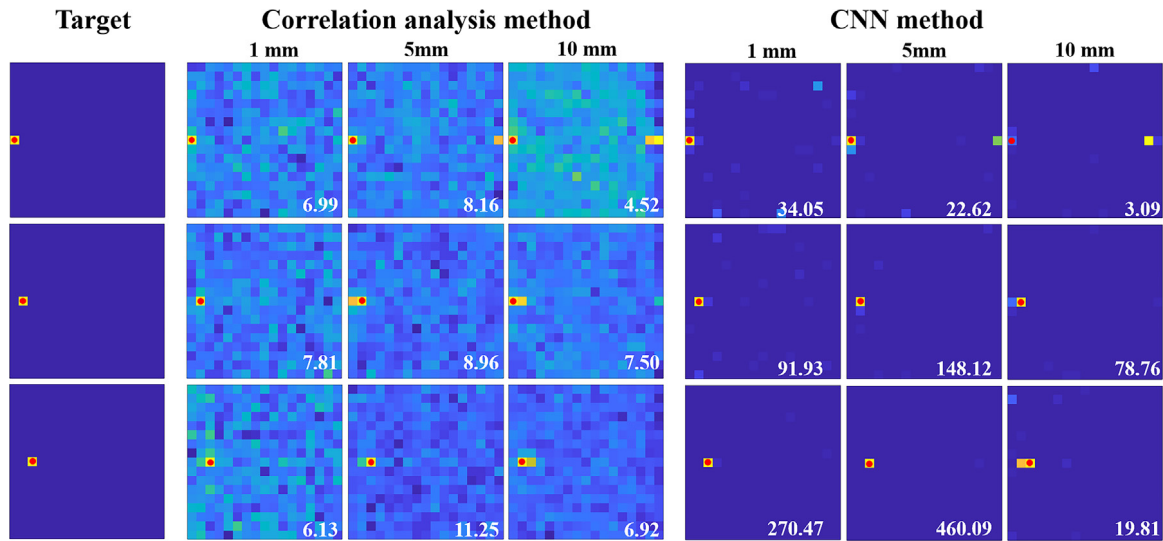 Target Correlation analysis method CNN method
1 mm 5mm 10 mm 1 mm 5mm 10 mm
6.99 8.16 4.52 34.05 22.62 3.09
7.81 8.96 7.50 91.93 148.12 78.76
6.13 11.25 6.92 270.47 460.09 19.81